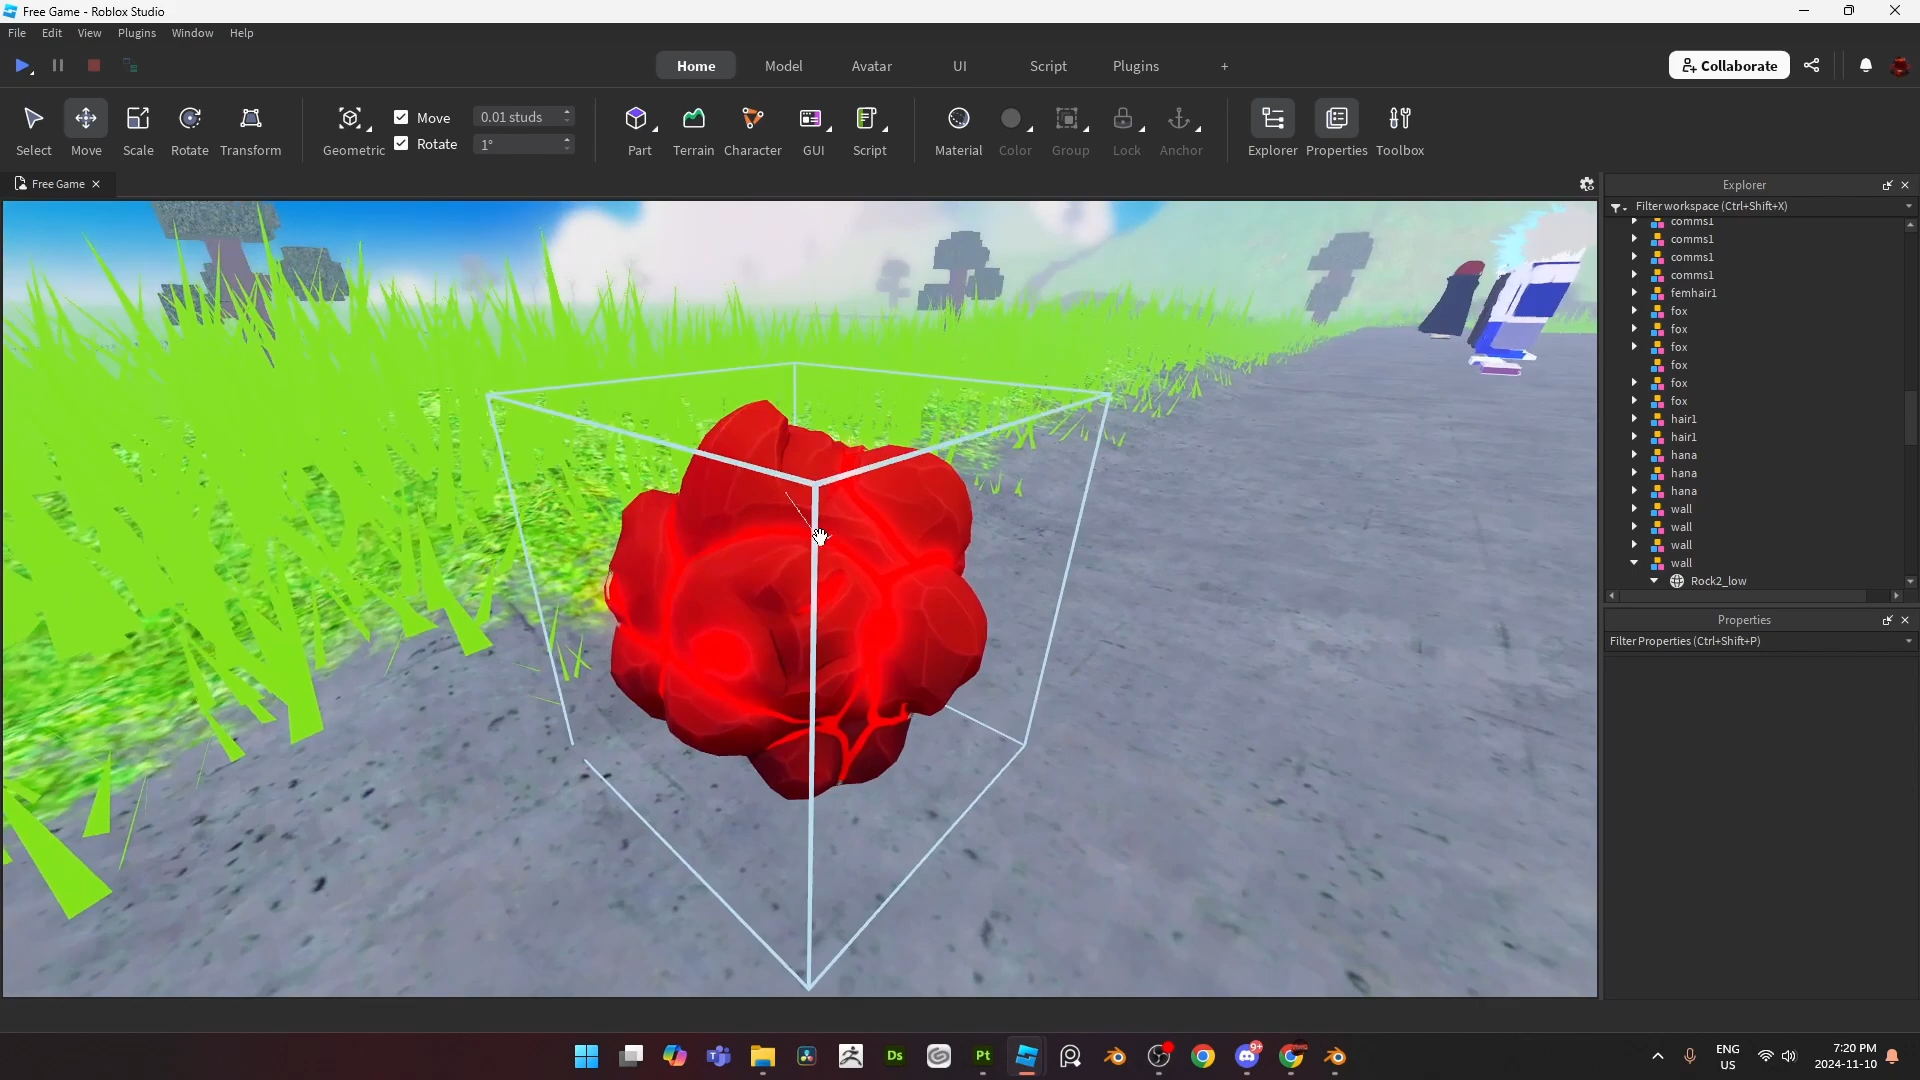 Free Game - Roblox Studio
File Edit View Plugins Window Help
Home Model Avatar UI Script Plugins +
Collaborate
Select Move Scale Rotate Transform
Geometric
Move 0.01 studs
Rotate 1°
Part Terrain Character GUI Script
Material Color Group Lock Anchor
Explorer Properties Toolbox
Free Game
Explorer
Filter workspace (Ctrl+Shift+X)
comms1
comms1
comms1
comms1
femhair1
fox
fox
fox
fox
fox
fox
hair1
hair1
hana
hana
hana
wall
wall
wall
wall
Rock2_low
Properties
Filter Properties (Ctrl+Shift+P)
Ds
Pt
9+
ENG
US
7:20 PM
2024-11-10